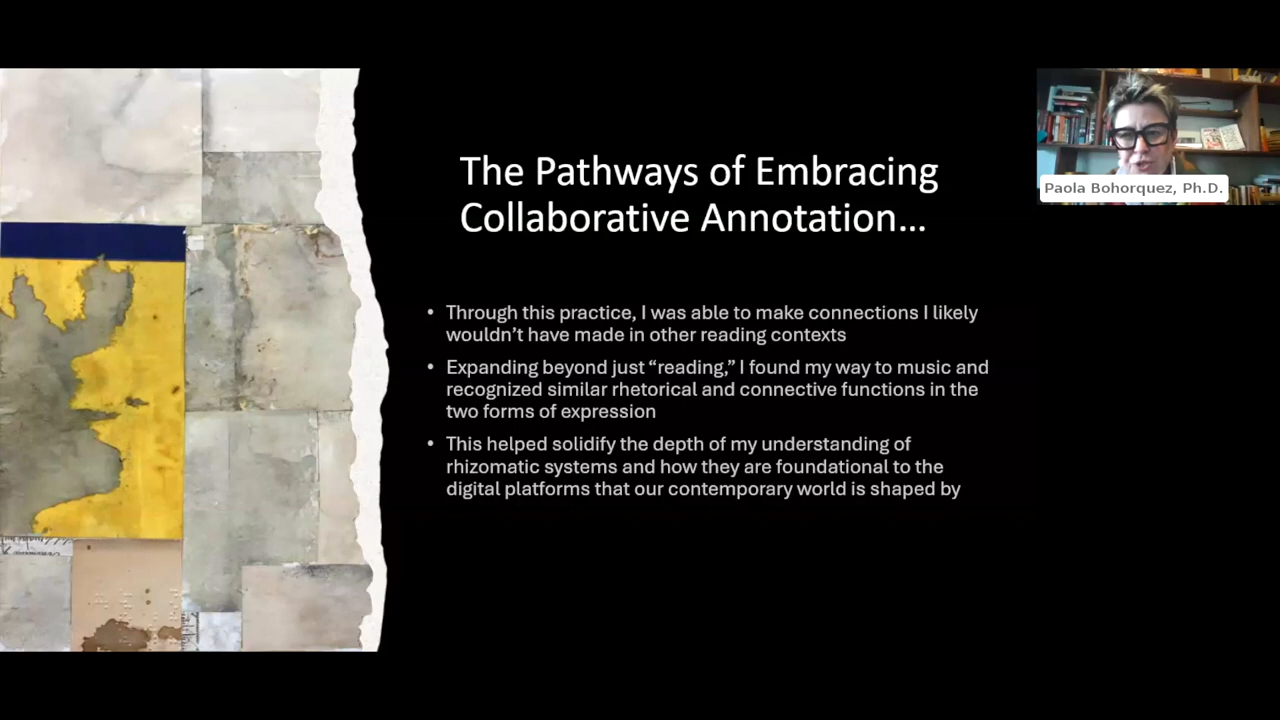 The Pathways of Embracing
Collaborative Annotation...
Paola Bohorquez, Ph.D.
• Through this practice, I was able to make connections I likely
wouldn’t have made in other reading contexts
• Expanding beyond just “reading,” I found my way to music and
recognized similar rhetorical and connective functions in the
two forms of expression
• This helped solidify the depth of my understanding of
rhizomatic systems and how they are foundational to the
digital platforms that our contemporary world is shaped by